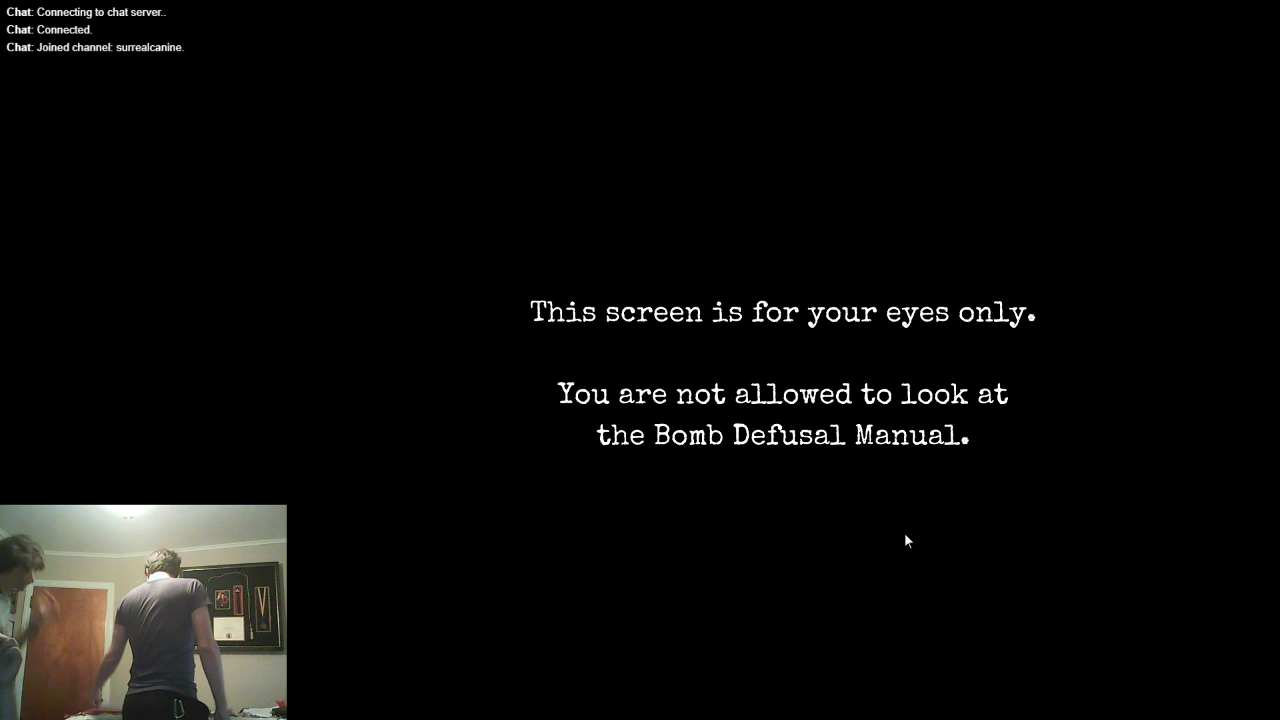 Chat: Connecting to chat server..
Chat: Connected.
Chat: Joined channel: surrealcanine.
This screen is for your eyes only.
You are not allowed to look at
the Bomb Defusal Manual.